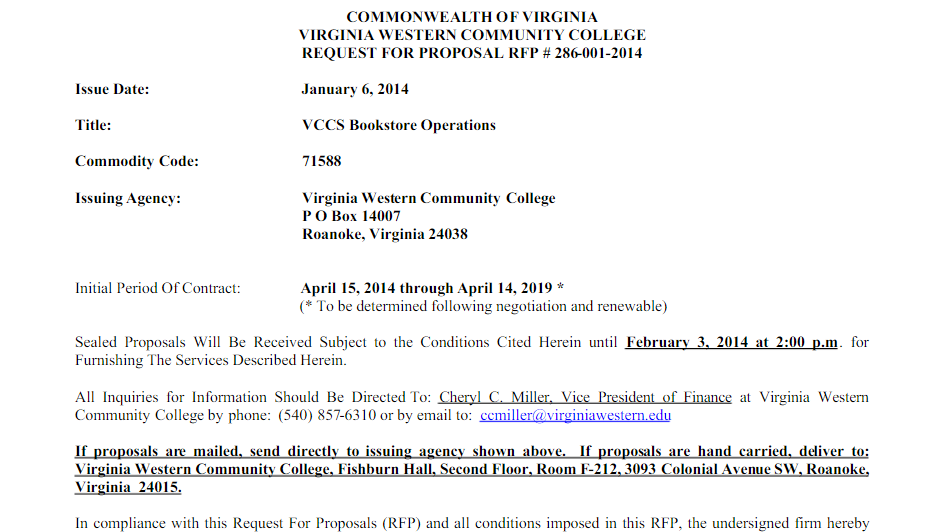 COMMONWEALTH OF VIRGINIA
VIRGINIA WESTERN COMMUNITY COLLEGE
REQUEST FOR PROPOSAL RFP # 286-001-2014
Issue Date: January 6, 2014
Title: VCCS Bookstore Operations
Commodity Code: 71588
Issuing Agency: Virginia Western Community College
P O Box 14007
Roanoke, Virginia 24038
Initial Period Of Contract: April 15, 2014 through April 14, 2019 *
(* To be determined following negotiation and renewable)
Sealed Proposals Will Be Received Subject to the Conditions Cited Herein until February 3, 2014 at 2:00 p.m. for
Furnishing The Services Described Herein.
All Inquiries for Information Should Be Directed To: Cheryl C. Miller, Vice President of Finance at Virginia Western
Community College by phone: (540) 857-6310 or by email to: ccmiller@virginiawestern.edu
If proposals are mailed, send directly to issuing agency shown above. If proposals are hand carried, deliver to:
Virginia Western Community College, Fishburn Hall, Second Floor, Room F-212, 3093 Colonial Avenue SW, Roanoke,
Virginia 24015.
In compliance with this Request For Proposals (RFP) and all conditions imposed in this RFP, the undersigned firm hereby